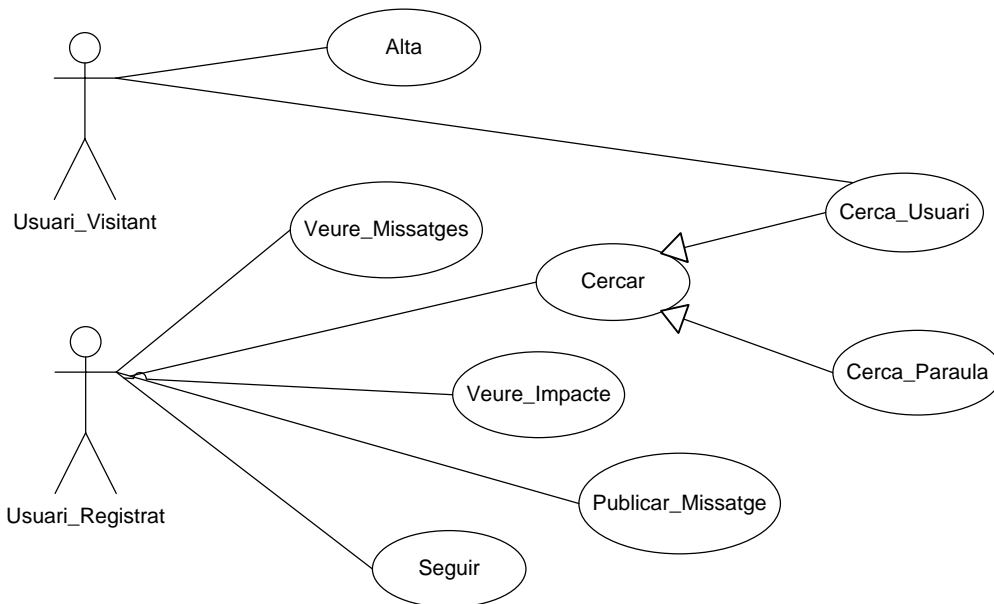 Alta
Usuari_Visitant
Cerca_Usuari
Veure_Missatges
Cercar
Cerca_Paraula
Veure_Impacte
Usuari_Registrat
Publicar_Missatge
Seguir